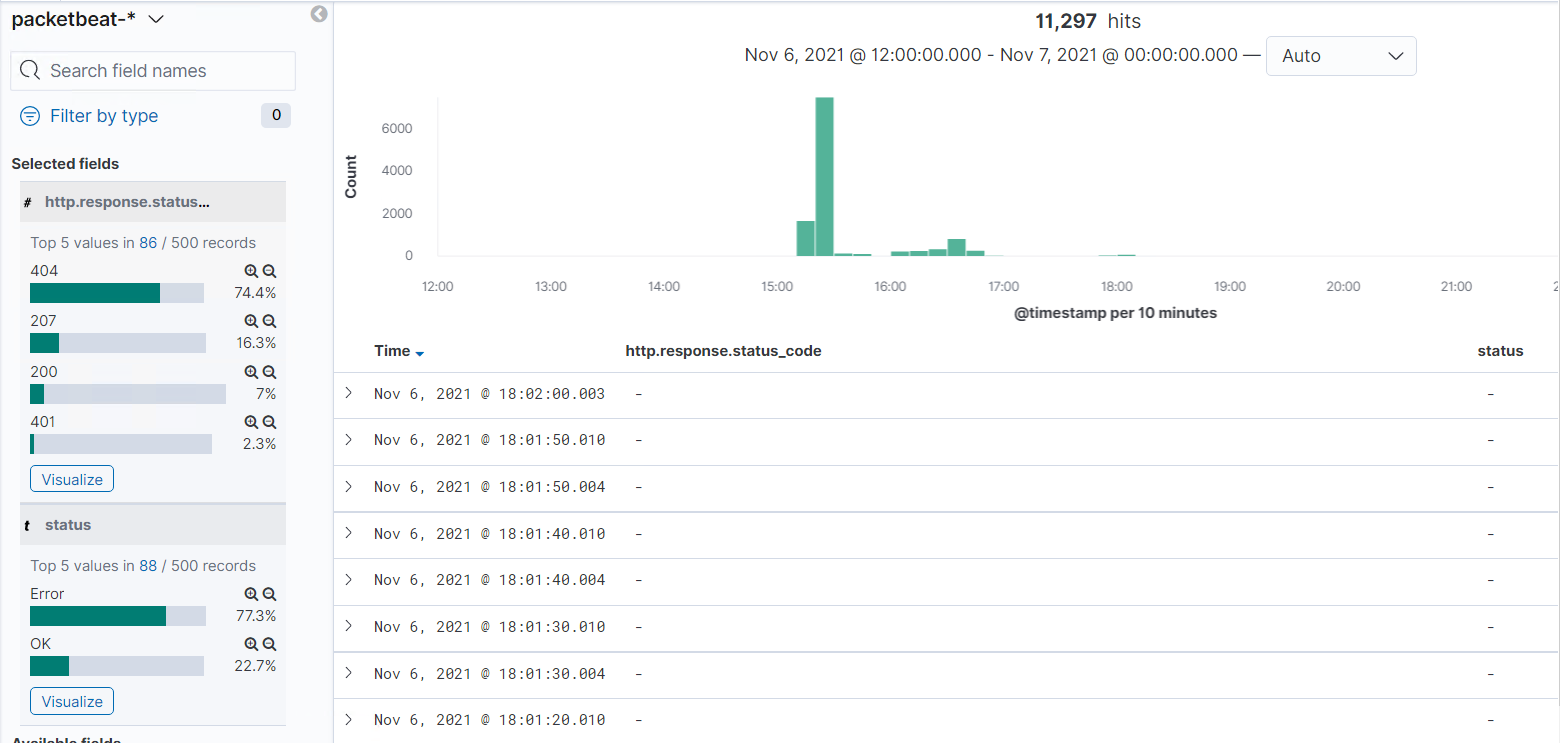 packetbeat-*
Search field names
Filter by type 0
Selected fields
# http.response.status...
Top 5 values in 86 / 500 records
404
74.4%
207
16.3%
200
7%
401
2.3%
Visualize
t status
Top 5 values in 88 / 500 records
Error
77.3%
OK
22.7%
Visualize
Available fields
11,297 hits
Nov 6, 2021 @ 12:00:00.000 - Nov 7, 2021 @ 00:00:00.000 — Auto
Count
6000
4000
2000
0
12:00 13:00 14:00 15:00 16:00 17:00 18:00 19:00 20:00 21:00
@timestamp per 10 minutes
Time http.response.status_code status
Nov 6, 2021 @ 18:02:00.003 - -
Nov 6, 2021 @ 18:01:50.010 - -
Nov 6, 2021 @ 18:01:50.004 - -
Nov 6, 2021 @ 18:01:40.010 - -
Nov 6, 2021 @ 18:01:40.004 - -
Nov 6, 2021 @ 18:01:30.010 - -
Nov 6, 2021 @ 18:01:30.004 - -
Nov 6, 2021 @ 18:01:20.010 - -